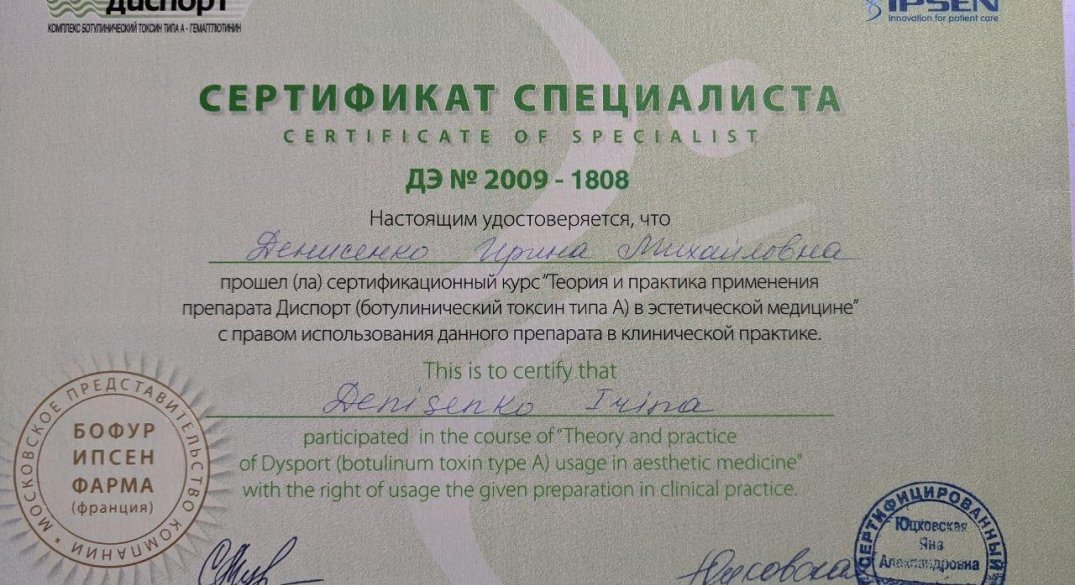 Диспорт
КОМПЛЕКС БОТУЛИНИЧЕСКИЙ ТОКСИН ТИПА А - ГЕМАГГЛЮТИНИН
IPSEN
Innovation for patient care
СЕРТИФИКАТ СПЕЦИАЛИСТА
CERTIFICATE OF SPECIALIST
ДЭ № 2009 - 1808
Настоящим удостоверяется, что
Денисенко Ирина Михайловна
прошел (ла) сертификационный курс "Теория и практика применения
препарата Диспорт (ботулинический токсин типа А) в эстетической медицине"
с правом использования данного препарата в клинической практике.
This is to certify that
Denisenko Irina
participated in the course of "Theory and practice
of Dysport (botulinum toxin type A) usage in aesthetic medicine"
with the right of usage the given preparation in clinical practice.
МОСКОВСКОЕ ПРЕДСТАВИТЕЛЬСТВО КОМПАНИИ
БОФУР
ИПСЕН
ФАРМА
(франция)
СЕРТИФИЦИРОВАННЫЙ
Юцковская
Яна
Александровна
Юцковская